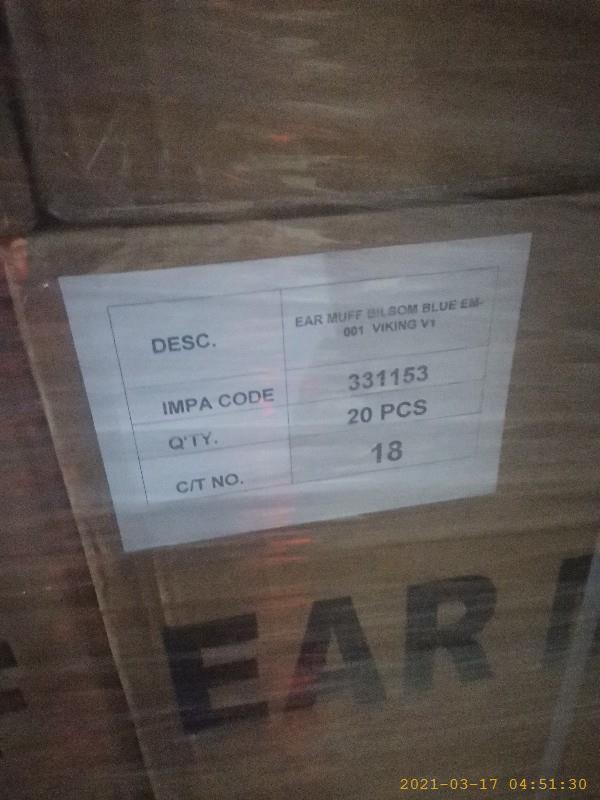 DESC.
EAR MUFF BILSOM BLUE EM-
001 VIKING V1
IMPA CODE
331153
Q'TY.
20 PCS
C/T NO.
18
EAR
2021-03-17 04:51:30